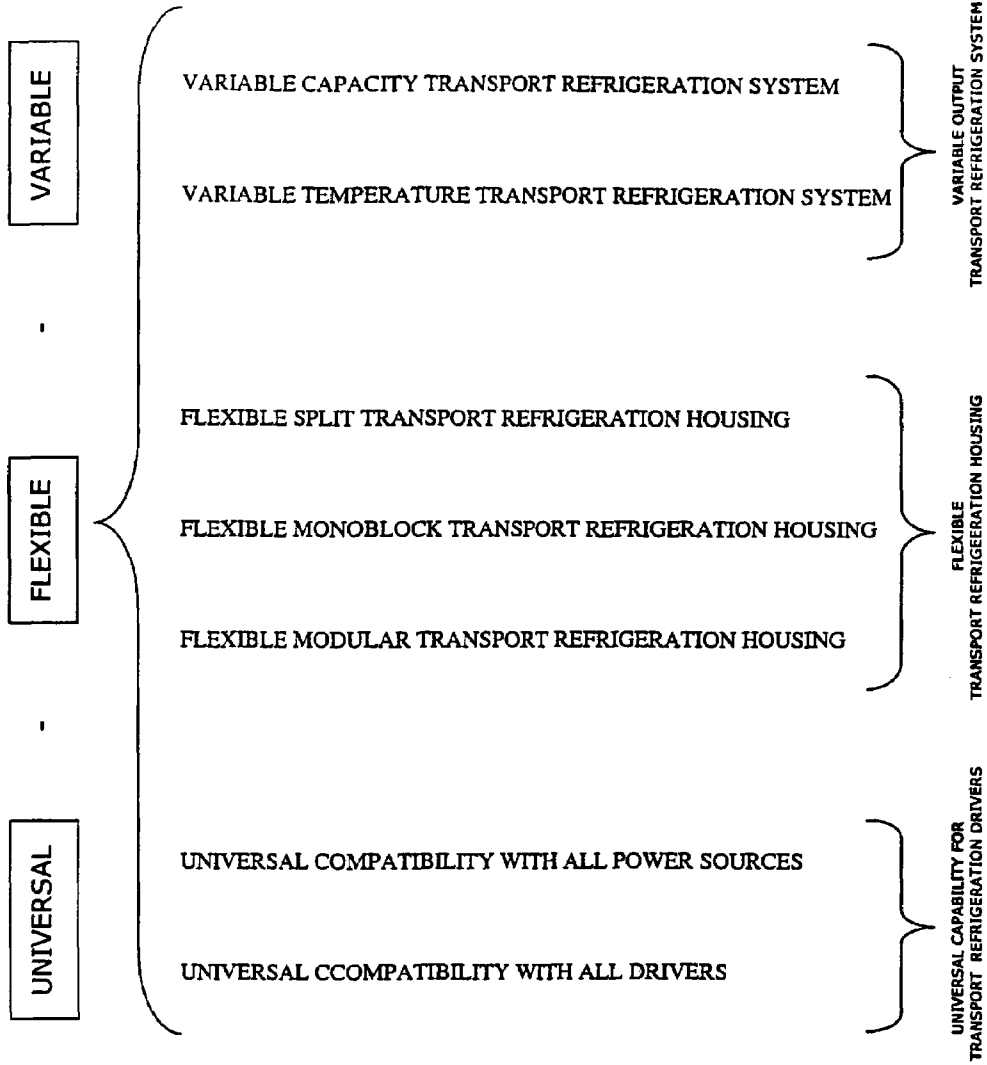 VARIABLE
-
FLEXIBLE
-
UNIVERSAL
VARIABLE CAPACITY TRANSPORT REFRIGERATION SYSTEM
VARIABLE TEMPERATURE TRANSPORT REFRIGERATION SYSTEM
FLEXIBLE SPLIT TRANSPORT REFRIGERATION HOUSING
FLEXIBLE MONOBLOCK TRANSPORT REFRIGERATION HOUSING
FLEXIBLE MODULAR TRANSPORT REFRIGERATION HOUSING
UNIVERSAL COMPATIBILITY WITH ALL POWER SOURCES
UNIVERSAL CCOMPATIBILITY WITH ALL DRIVERS
VARIABLE OUTPUT
TRANSPORT REFRIGERATION SYSTEM
FLEXIBLE
TRANSPORT REFRIGEERATION HOUSING
UNIVERSAL CAPABILITY FOR
TRANSPORT REFRIGERATION DRIVERS